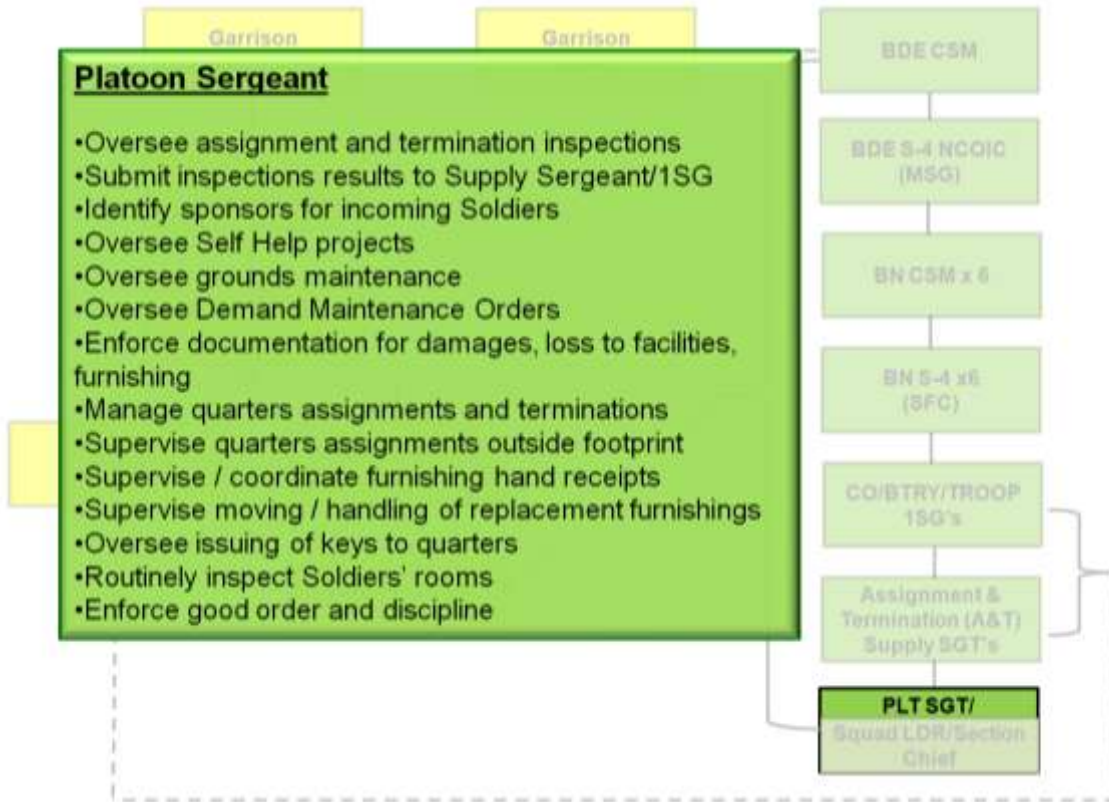 Garrison
Garrison
BDE CSM
Platoon Sergeant
•Oversee assignment and termination inspections
•Submit inspections results to Supply Sergeant/1SG
•Identify sponsors for incoming Soldiers
•Oversee Self Help projects
•Oversee grounds maintenance
•Oversee Demand Maintenance Orders
•Enforce documentation for damages, loss to facilities,
furnishing
•Manage quarters assignments and terminations
•Supervise quarters assignments outside footprint
•Supervise / coordinate furnishing hand receipts
•Supervise moving / handling of replacement furnishings
•Oversee issuing of keys to quarters
•Routinely inspect Soldiers' rooms
•Enforce good order and discipline
BDE S-4 NCOIC
(MSG)
BN CSM x 6
BN S-4 x6
(SFC)
CO/BTRY/TROOP
1SG's
Assignment &
Termination (A&T)
Supply SGT's
PLT SGT/
Squad LDR/Section
Chief